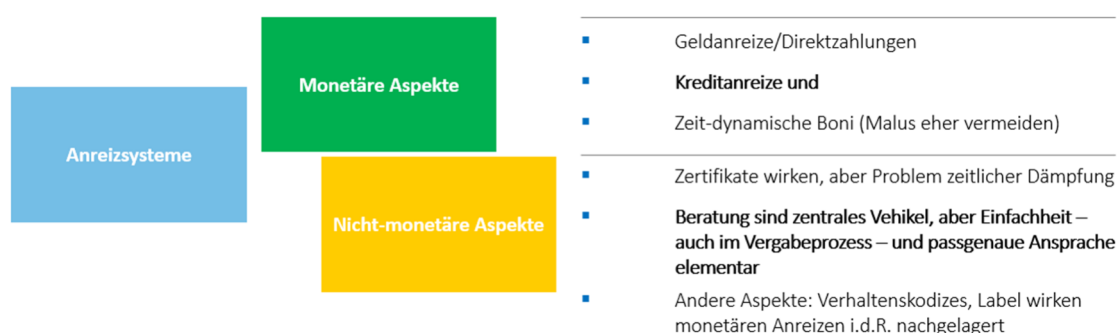 Anreizsysteme
Monetäre Aspekte
Nicht-monetäre Aspekte
Geldanreize/Direktzahlungen
Kreditanreize und
Zeit-dynamische Boni (Malus eher vermeiden)
Zertifikate wirken, aber Problem zeitlicher Dämpfung
Beratung sind zentrales Vehikel, aber Einfachheit –
auch im Vergabeprozess – und passgenaue Ansprache
elementar
Andere Aspekte: Verhaltenskodizes, Label wirken
monetären Anreizen i.d.R. nachgelagert